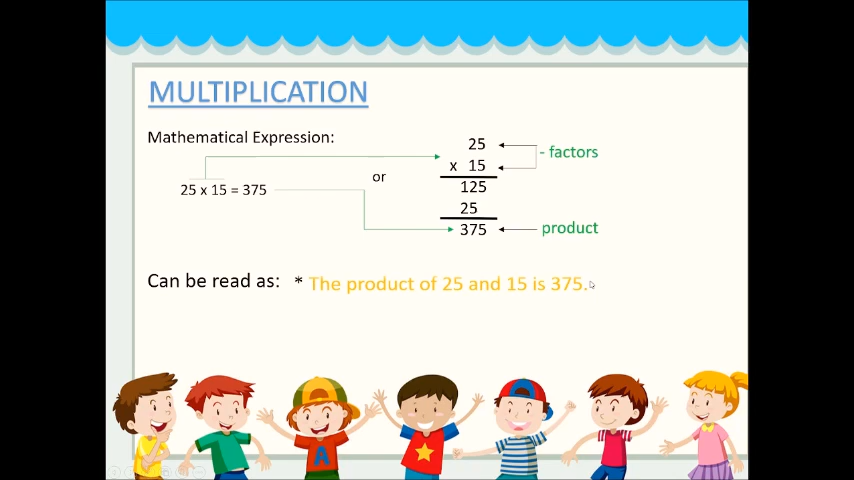 MULTIPLICATION
Mathematical Expression:
25 x 15 = 375
or
25
x 15
125
25
375
- factors
product
Can be read as: * The product of 25 and 15 is 375.
A